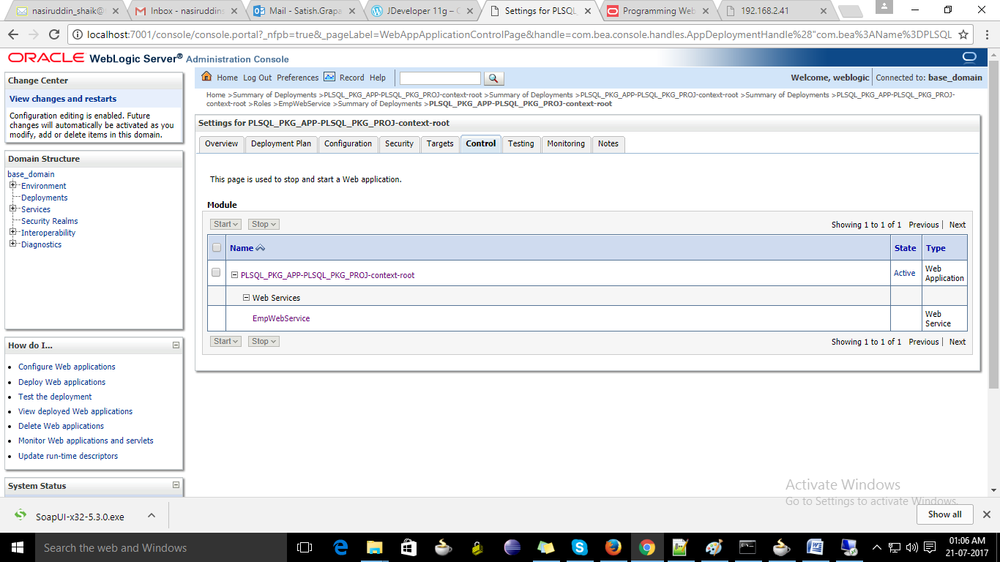 nasiruddin_shaik@
Inbox - nasiruddins
Mail - Satish.Grapa
JDeveloper 11g – C
Settings for PLSQL_
Programming Web
192.168.2.41
localhost:7001/console/console.portal?_nfpb=true&_pageLabel=WebAppApplicationControlPage&handle=com.bea.console.handles.AppDeploymentHandle%28"com.bea%3AName%3DPLSQL
ORACLE WebLogic Server® Administration Console
Change Center
View changes and restarts
Configuration editing is enabled. Future
changes will automatically be activated as you
modify, add or delete items in this domain.
Domain Structure
base_domain
Environment
Deployments
Services
Security Realms
Interoperability
Diagnostics
How do I...
Configure Web applications
Deploy Web applications
Test the deployment
View deployed Web applications
Delete Web applications
Monitor Web applications and servlets
Update run-time descriptors
System Status
Home Log Out Preferences Record Help
Welcome, weblogic Connected to: base_domain
Home >Summary of Deployments >PLSQL_PKG_APP-PLSQL_PKG_PROJ-context-root >Summary of Deployments >PLSQL_PKG_APP-PLSQL_PKG_PROJ-context-root >Summary of Deployments >PLSQL_PKG_APP-PLSQL_PKG_PROJ-
context-root >Roles >EmpWebService >Summary of Deployments >PLSQL_PKG_APP-PLSQL_PKG_PROJ-context-root
Settings for PLSQL_PKG_APP-PLSQL_PKG_PROJ-context-root
Overview Deployment Plan Configuration Security Targets Control Testing Monitoring Notes
This page is used to stop and start a Web application.
Module
Start Stop Showing 1 to 1 of 1 Previous | Next
Name State Type
PLSQL_PKG_APP-PLSQL_PKG_PROJ-context-root Active Web
Application
Web Services
EmpWebService Web
Service
Start Stop Showing 1 to 1 of 1 Previous | Next
Activate Windows
Go to Settings to activate Windows.
SoapUI-x32-5.3.0.exe
Show all
Search the web and Windows
01:06 AM
21-07-2017